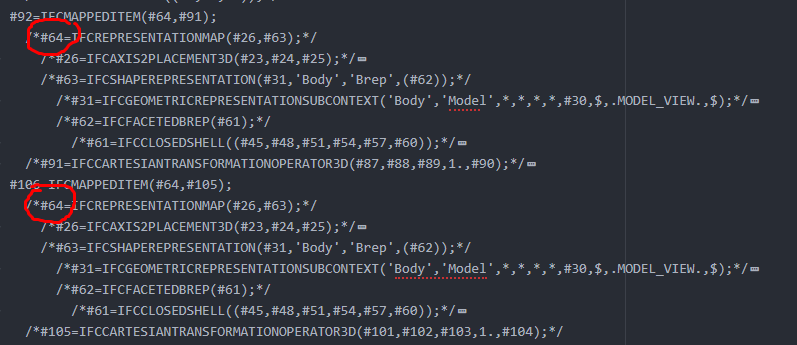 #92=IFCMAPPEDITEM(#64,#91);
/*#64=IFCREPRESENTATIONMAP(#26,#63);*/
/*#26=IFCAXIS2PLACEMENT3D(#23,#24,#25);*/
/*#63=IFCSHAPEREPRESENTATION(#31,'Body','Brep',(#62));*/
/*#31=IFCGEOMETRICREPRESENTATIONSUBCONTEXT('Body','Model',*,*,*,*,#30,$,.MODEL_VIEW.,$);*/
/*#62=IFCFACETEDBREP(#61);*/
/*#61=IFCCLOSEDSHELL((#45,#48,#51,#54,#57,#60));*/
/*#91=IFCCARTESIANTRANSFORMATIONOPERATOR3D(#87,#88,#89,1.,#90);*/
#106=IFCMAPPEDITEM(#64,#105);
/*#64=IFCREPRESENTATIONMAP(#26,#63);*/
/*#26=IFCAXIS2PLACEMENT3D(#23,#24,#25);*/
/*#63=IFCSHAPEREPRESENTATION(#31,'Body','Brep',(#62));*/
/*#31=IFCGEOMETRICREPRESENTATIONSUBCONTEXT('Body','Model',*,*,*,*,#30,$,.MODEL_VIEW.,$);*/
/*#62=IFCFACETEDBREP(#61);*/
/*#61=IFCCLOSEDSHELL((#45,#48,#51,#54,#57,#60));*/
/*#105=IFCCARTESIANTRANSFORMATIONOPERATOR3D(#101,#102,#103,1.,#104);*/